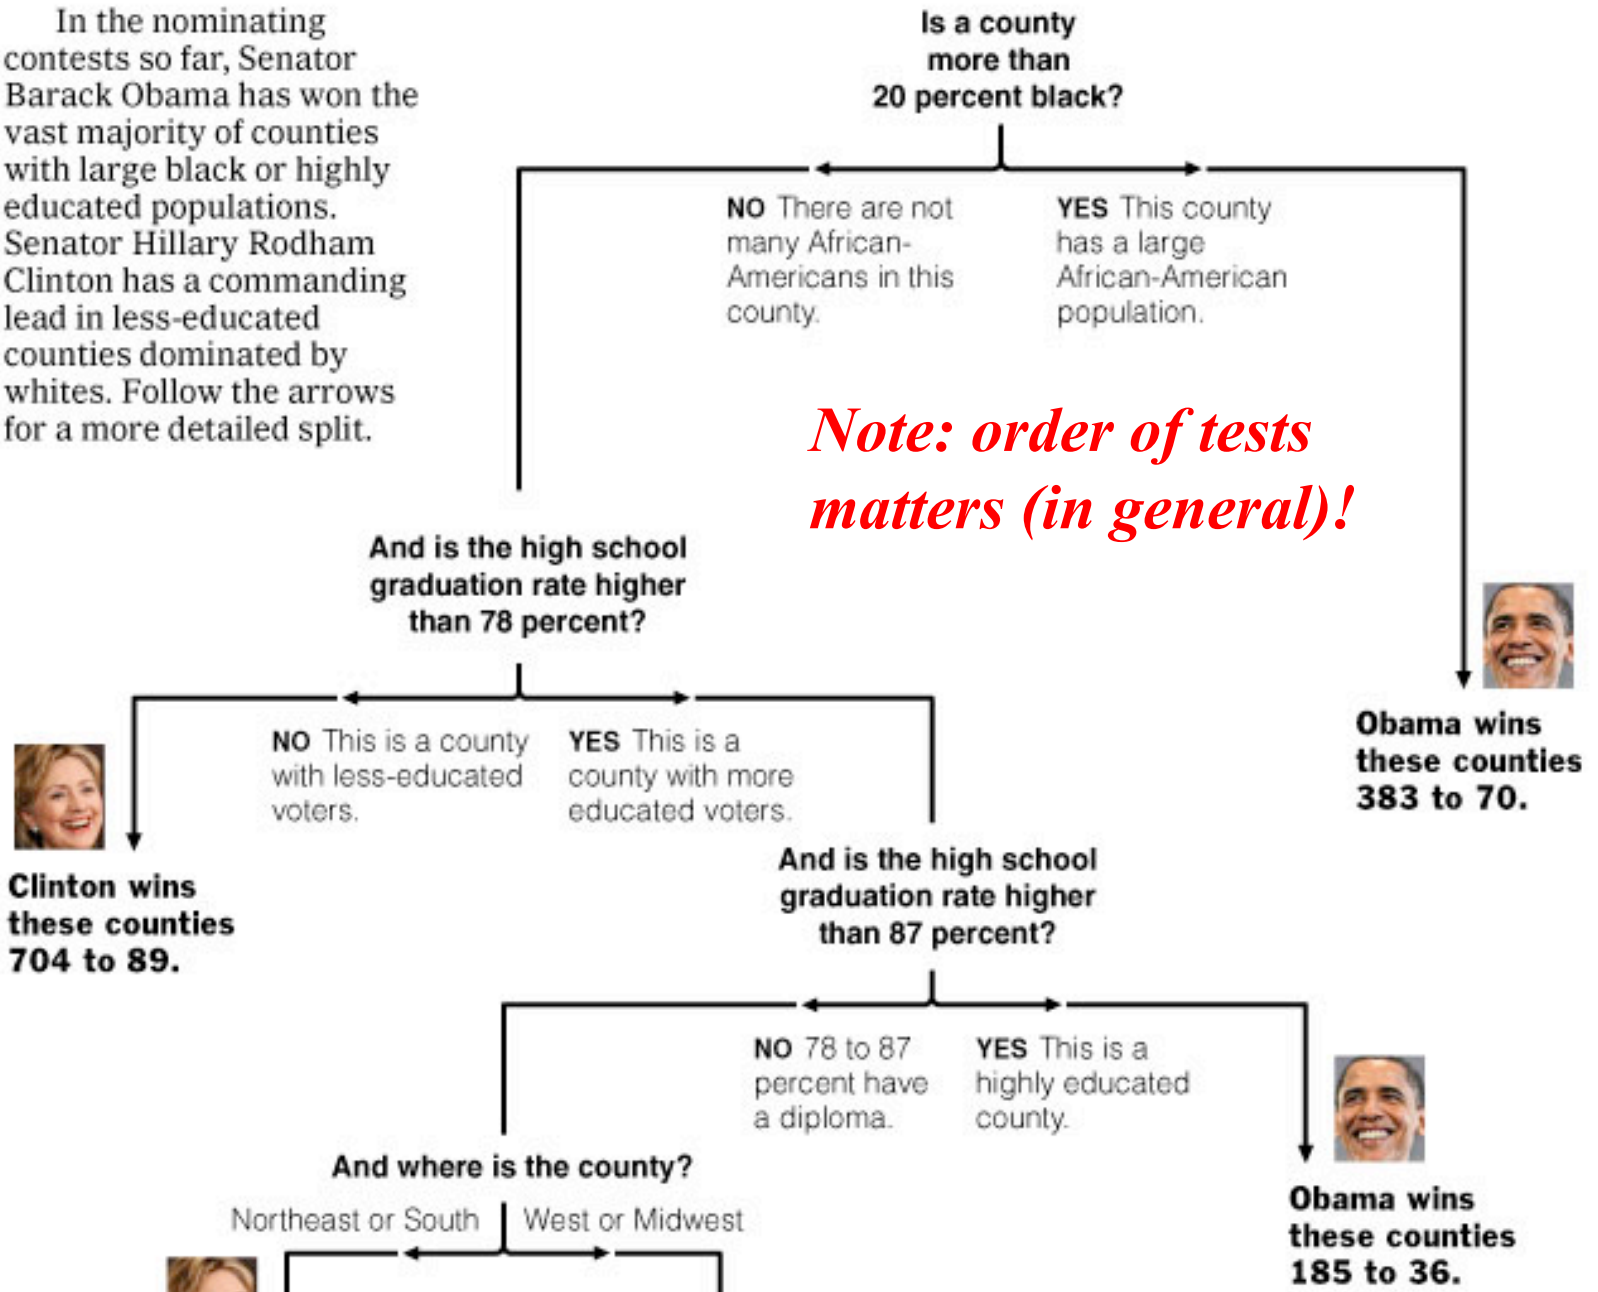 In the nominating
contests so far, Senator
Barack Obama has won the
vast majority of counties
with large black or highly
educated populations.
Senator Hillary Rodham
Clinton has a commanding
lead in less-educated
counties dominated by
whites. Follow the arrows
for a more detailed split.
Is a county
more than
20 percent black?
NO There are not
many African-
Americans in this
county.
YES This county
has a large
African-American
population.
Note: order of tests
matters (in general)!
And is the high school
graduation rate higher
than 78 percent?
Obama wins
these counties
383 to 70.
NO This is a county
with less-educated
voters.
YES This is a
county with more
educated voters.
Clinton wins
these counties
704 to 89.
And is the high school
graduation rate higher
than 87 percent?
NO 78 to 87
percent have
a diploma.
YES This is a
highly educated
county.
And where is the county?
Northeast or South
West or Midwest
Obama wins
these counties
185 to 36.